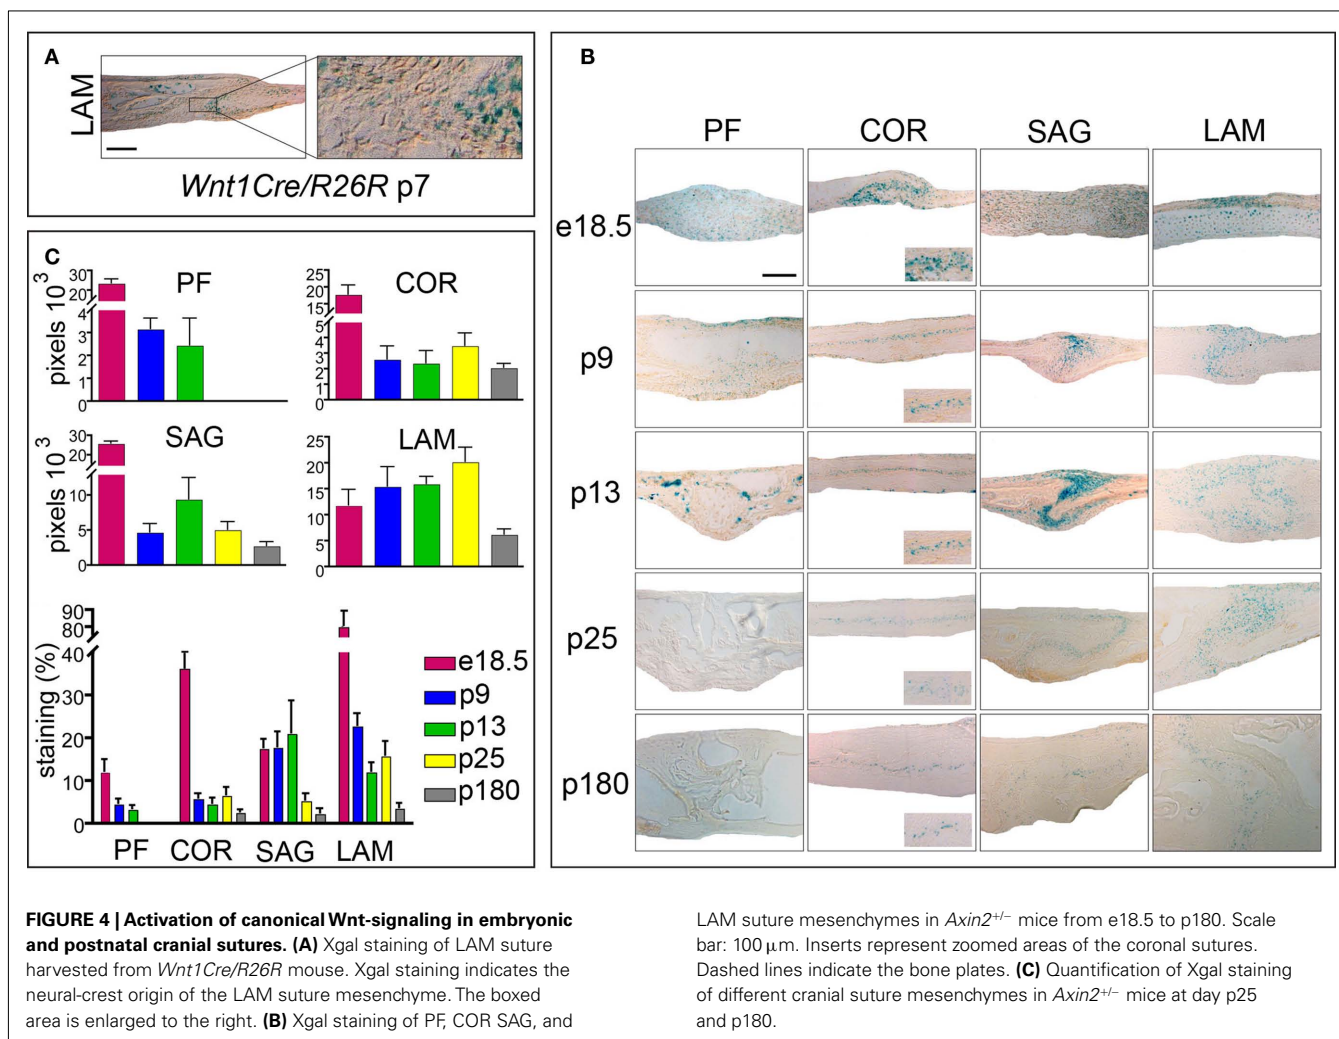 A
LAM
Wnt1Cre/R26R p7
B
PF COR SAG LAM
e18.5
p9
p13
p25
p180
C
PF
pixels 10³
30
20
4
3
2
1
0
COR
25
20
15
5
4
3
2
1
0
SAG
pixels 10³
30
20
10
5
0
LAM
25
20
15
10
5
0
staining (%)
90
80
40
30
20
10
0
PF COR SAG LAM
e18.5
p9
p13
p25
p180
FIGURE 4 | Activation of canonical Wnt-signaling in embryonic
and postnatal cranial sutures. (A) Xgal staining of LAM suture
harvested from Wnt1Cre/R26R mouse. Xgal staining indicates the
neural-crest origin of the LAM suture mesenchyme. The boxed
area is enlarged to the right. (B) Xgal staining of PF, COR SAG, and
LAM suture mesenchymes in Axin2+/− mice from e18.5 to p180. Scale
bar: 100 μm. Inserts represent zoomed areas of the coronal sutures.
Dashed lines indicate the bone plates. (C) Quantification of Xgal staining
of different cranial suture mesenchymes in Axin2+/− mice at day p25
and p180.